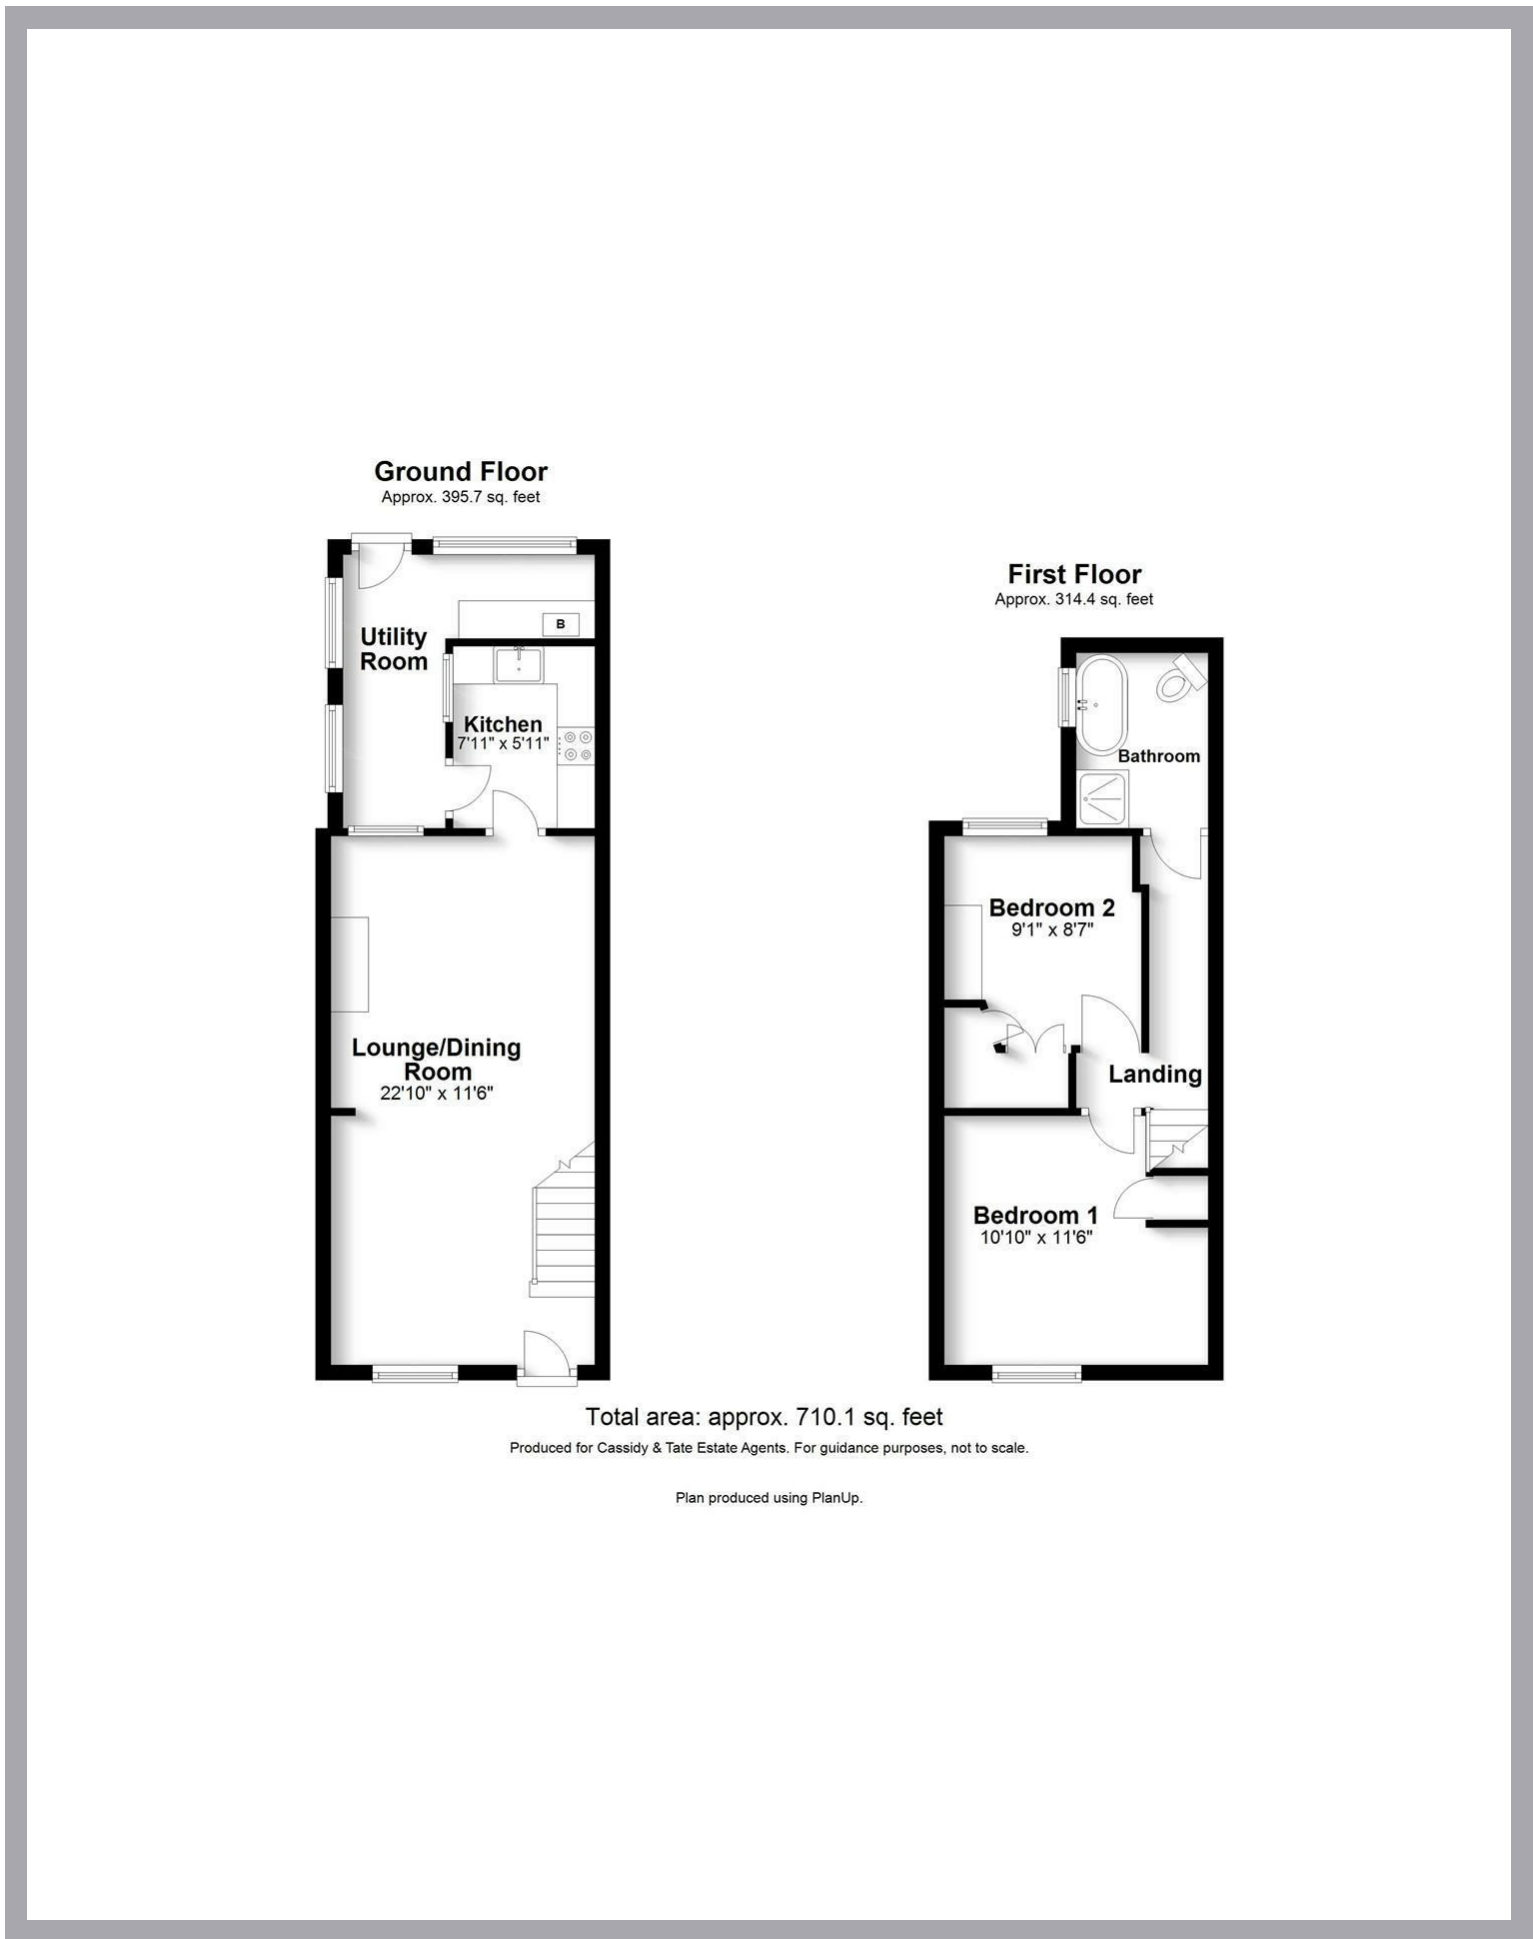 Ground Floor
Approx. 395.7 sq. feet
Utility
Room
B
Kitchen
7'11" x 5'11"
Lounge/Dining
Room
22'10" x 11'6"
First Floor
Approx. 314.4 sq. feet
Bathroom
Bedroom 2
9'1" x 8'7"
Landing
Bedroom 1
10'10" x 11'6"
Total area: approx. 710.1 sq. feet
Produced for Cassidy & Tate Estate Agents. For guidance purposes, not to scale.
Plan produced using PlanUp.